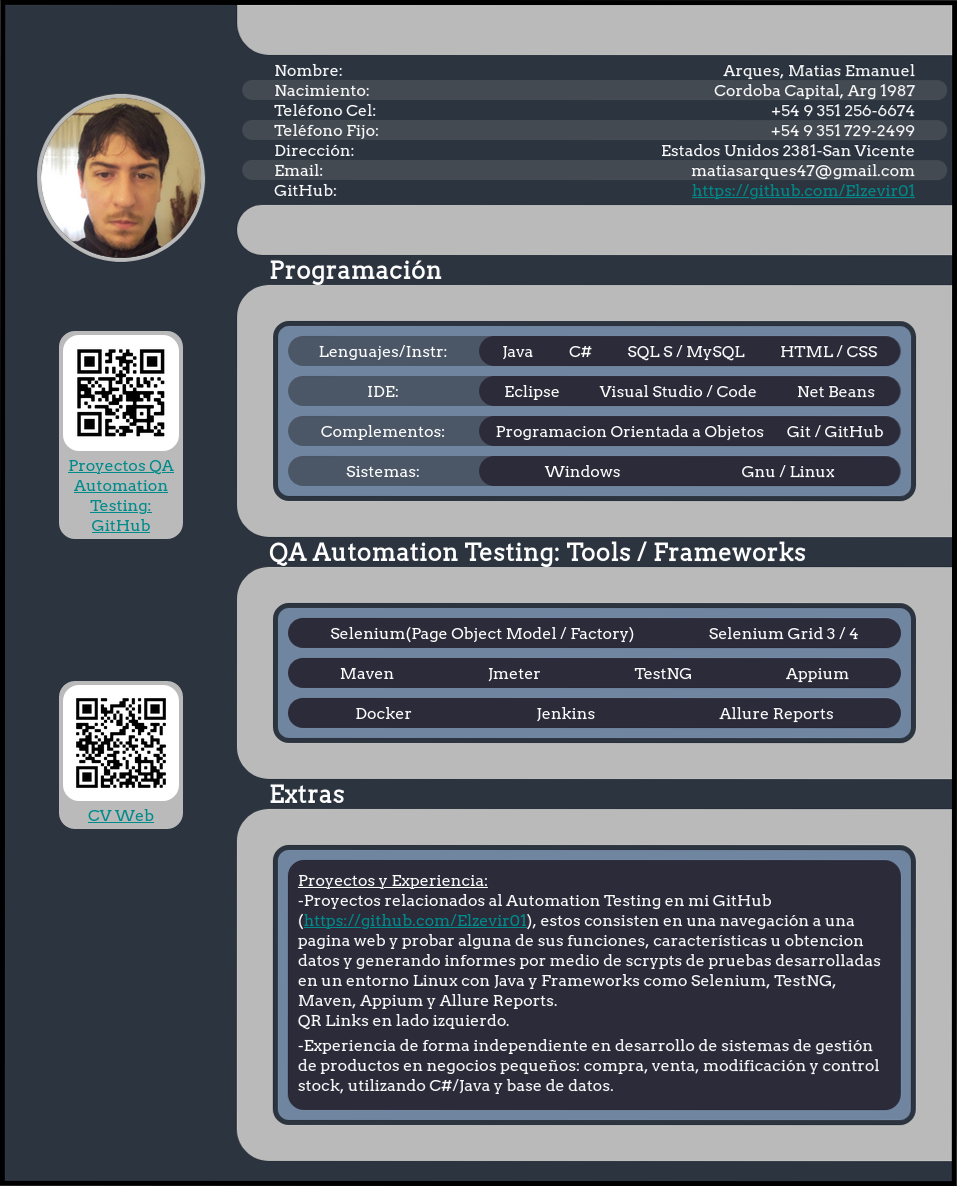 Nombre: Arques, Matias Emanuel
Nacimiento: Cordoba Capital, Arg 1987
Teléfono Cel: +54 9 351 256-6674
Teléfono Fijo: +54 9 351 729-2499
Dirección: Estados Unidos 2381-San Vicente
Email: matiasarques47@gmail.com
GitHub: https://github.com/Elzevir01
Proyectos QA
Automation
Testing:
GitHub
CV Web
Programación
Lenguajes/Instr: Java C# SQL S / MySQL HTML / CSS
IDE: Eclipse Visual Studio / Code Net Beans
Complementos: Programacion Orientada a Objetos Git / GitHub
Sistemas: Windows Gnu / Linux
QA Automation Testing: Tools / Frameworks
Selenium(Page Object Model / Factory) Selenium Grid 3 / 4
Maven Jmeter TestNG Appium
Docker Jenkins Allure Reports
Extras
Proyectos y Experiencia:
-Proyectos relacionados al Automation Testing en mi GitHub
(https://github.com/Elzevir01), estos consisten en una navegación a una
pagina web y probar alguna de sus funciones, características u obtencion
datos y generando informes por medio de scrypts de pruebas desarrolladas
en un entorno Linux con Java y Frameworks como Selenium, TestNG,
Maven, Appium y Allure Reports.
QR Links en lado izquierdo.
-Experiencia de forma independiente en desarrollo de sistemas de gestión
de productos en negocios pequeños: compra, venta, modificación y control
stock, utilizando C#/Java y base de datos.